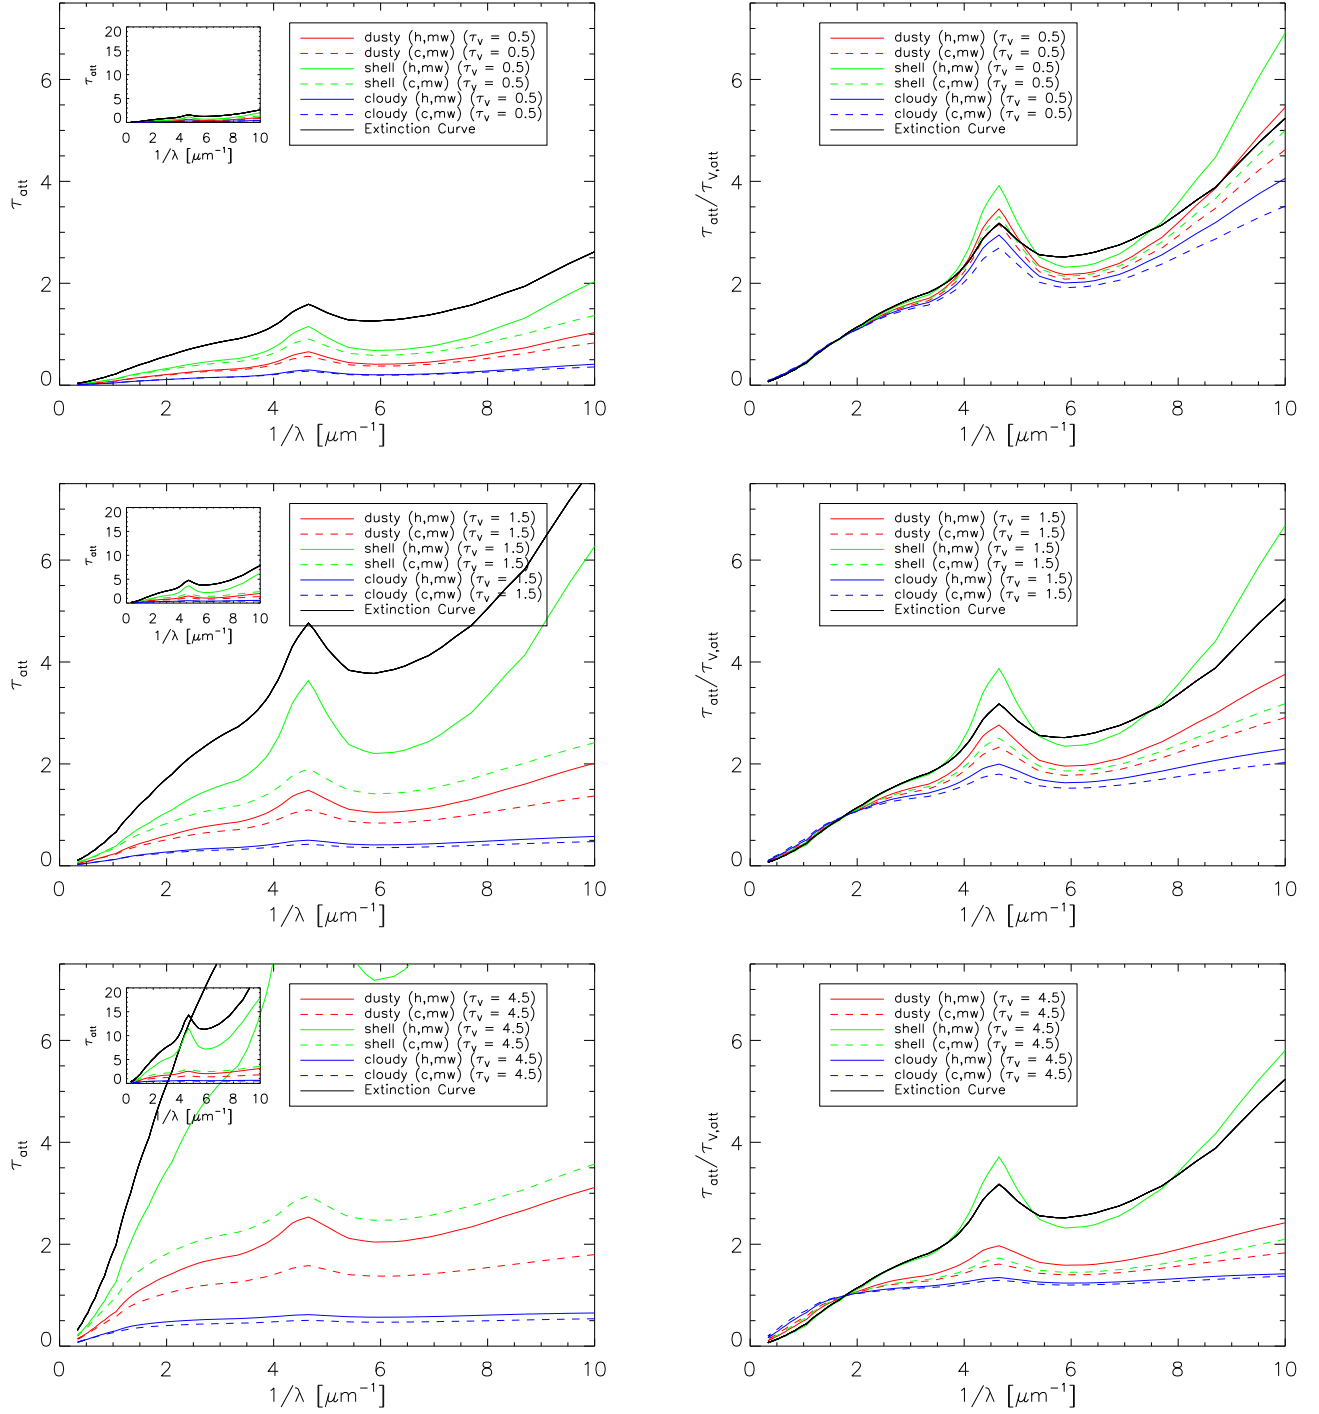 τatt
20
15
10
5
0
0 2 4 6 8 10
1/λ [μm⁻¹]
dusty (h,mw) (τV = 0.5)
dusty (c,mw) (τV = 0.5)
shell (h,mw) (τV = 0.5)
shell (c,mw) (τV = 0.5)
cloudy (h,mw) (τV = 0.5)
cloudy (c,mw) (τV = 0.5)
Extinction Curve
τatt
6
4
2
0
0 2 4 6 8 10
1/λ [μm⁻¹]
dusty (h,mw) (τV = 0.5)
dusty (c,mw) (τV = 0.5)
shell (h,mw) (τV = 0.5)
shell (c,mw) (τV = 0.5)
cloudy (h,mw) (τV = 0.5)
cloudy (c,mw) (τV = 0.5)
Extinction Curve
τatt/τV,att
6
4
2
0
0 2 4 6 8 10
1/λ [μm⁻¹]
τatt
20
15
10
5
0
0 2 4 6 8 10
1/λ [μm⁻¹]
dusty (h,mw) (τV = 1.5)
dusty (c,mw) (τV = 1.5)
shell (h,mw) (τV = 1.5)
shell (c,mw) (τV = 1.5)
cloudy (h,mw) (τV = 1.5)
cloudy (c,mw) (τV = 1.5)
Extinction Curve
τatt
6
4
2
0
0 2 4 6 8 10
1/λ [μm⁻¹]
dusty (h,mw) (τV = 1.5)
dusty (c,mw) (τV = 1.5)
shell (h,mw) (τV = 1.5)
shell (c,mw) (τV = 1.5)
cloudy (h,mw) (τV = 1.5)
cloudy (c,mw) (τV = 1.5)
Extinction Curve
τatt/τV,att
6
4
2
0
0 2 4 6 8 10
1/λ [μm⁻¹]
τatt
20
15
10
5
0
0 2 4 6 8 10
1/λ [μm⁻¹]
dusty (h,mw) (τV = 4.5)
dusty (c,mw) (τV = 4.5)
shell (h,mw) (τV = 4.5)
shell (c,mw) (τV = 4.5)
cloudy (h,mw) (τV = 4.5)
cloudy (c,mw) (τV = 4.5)
Extinction Curve
τatt
6
4
2
0
0 2 4 6 8 10
1/λ [μm⁻¹]
dusty (h,mw) (τV = 4.5)
dusty (c,mw) (τV = 4.5)
shell (h,mw) (τV = 4.5)
shell (c,mw) (τV = 4.5)
cloudy (h,mw) (τV = 4.5)
cloudy (c,mw) (τV = 4.5)
Extinction Curve
τatt/τV,att
6
4
2
0
0 2 4 6 8 10
1/λ [μm⁻¹]